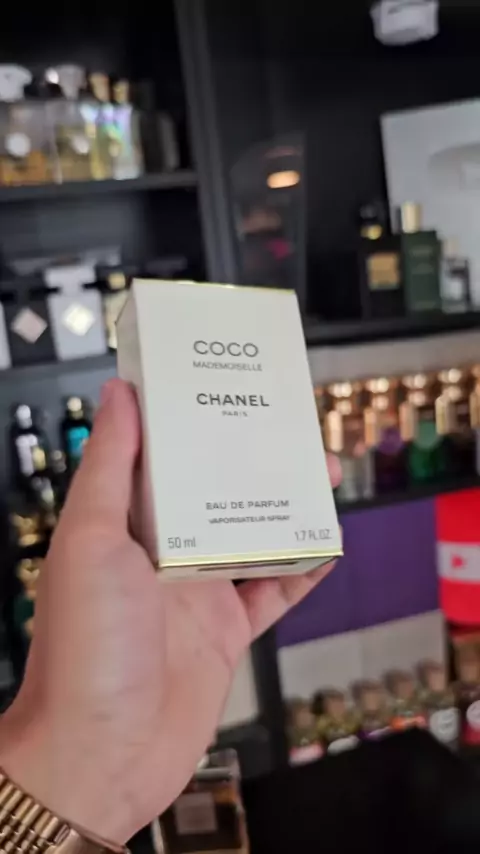 COCO
MADEMOISELLE
CHANEL
PARIS
EAU DE PARFUM
VAPORISATEUR SPRAY
50 ml
1.7 FL.OZ.